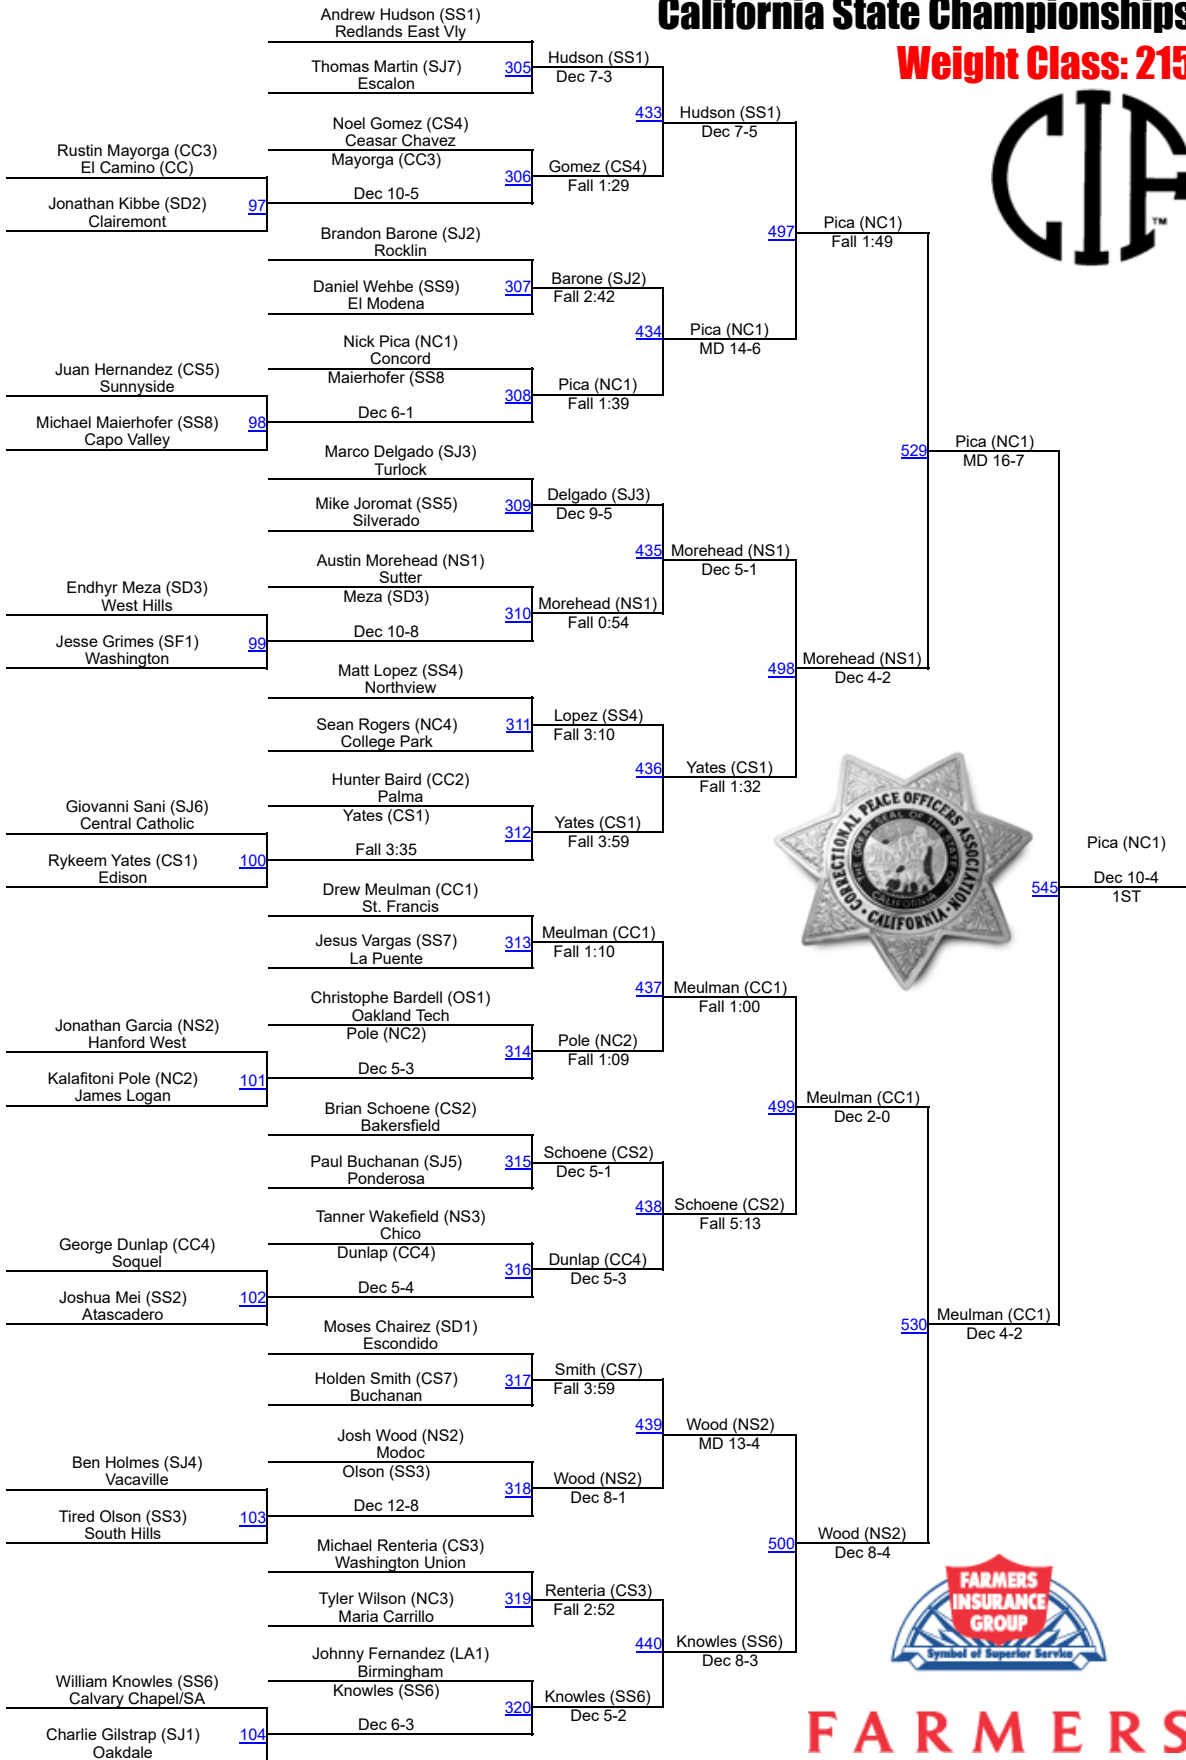 California State Championships
Weight Class: 215
CIF
™
Andrew Hudson (SS1)
Redlands East Vly
Thomas Martin (SJ7)
Escalon
305
Hudson (SS1)
Dec 7-3
433
Hudson (SS1)
Dec 7-5
Noel Gomez (CS4)
Ceasar Chavez
Rustin Mayorga (CC3)
El Camino (CC)
Mayorga (CC3)
Dec 10-5
306
Gomez (CS4)
Fall 1:29
Jonathan Kibbe (SD2)
Clairemont
97
497
Pica (NC1)
Fall 1:49
Brandon Barone (SJ2)
Rocklin
Daniel Wehbe (SS9)
El Modena
307
Barone (SJ2)
Fall 2:42
434
Pica (NC1)
MD 14-6
Nick Pica (NC1)
Concord
Juan Hernandez (CS5)
Sunnyside
Maierhofer (SS8
Dec 6-1
308
Pica (NC1)
Fall 1:39
Michael Maierhofer (SS8)
Capo Valley
98
529
Pica (NC1)
MD 16-7
Marco Delgado (SJ3)
Turlock
Mike Joromat (SS5)
Silverado
309
Delgado (SJ3)
Dec 9-5
435
Morehead (NS1)
Dec 5-1
Austin Morehead (NS1)
Sutter
Endhyr Meza (SD3)
West Hills
Meza (SD3)
Dec 10-8
310
Morehead (NS1)
Fall 0:54
Jesse Grimes (SF1)
Washington
99
498
Morehead (NS1)
Dec 4-2
Matt Lopez (SS4)
Northview
Sean Rogers (NC4)
College Park
311
Lopez (SS4)
Fall 3:10
436
Yates (CS1)
Fall 1:32
Hunter Baird (CC2)
Palma
Giovanni Sani (SJ6)
Central Catholic
Yates (CS1)
Fall 3:35
312
Yates (CS1)
Fall 3:59
Rykeem Yates (CS1)
Edison
100
CORRECTIONAL PEACE OFFICERS ASSOCIATION
CALIFORNIA
545
Pica (NC1)
Dec 10-4
1ST
Drew Meulman (CC1)
St. Francis
Jesus Vargas (SS7)
La Puente
313
Meulman (CC1)
Fall 1:10
437
Meulman (CC1)
Fall 1:00
Christophe Bardell (OS1)
Oakland Tech
Jonathan Garcia (NS2)
Hanford West
Pole (NC2)
Dec 5-3
314
Pole (NC2)
Fall 1:09
Kalafitoni Pole (NC2)
James Logan
101
499
Meulman (CC1)
Dec 2-0
Brian Schoene (CS2)
Bakersfield
Paul Buchanan (SJ5)
Ponderosa
315
Schoene (CS2)
Dec 5-1
438
Schoene (CS2)
Fall 5:13
Tanner Wakefield (NS3)
Chico
George Dunlap (CC4)
Soquel
Dunlap (CC4)
Dec 5-4
316
Dunlap (CC4)
Dec 5-3
Joshua Mei (SS2)
Atascadero
102
530
Meulman (CC1)
Dec 4-2
Moses Chairez (SD1)
Escondido
Holden Smith (CS7)
Buchanan
317
Smith (CS7)
Fall 3:59
439
Wood (NS2)
MD 13-4
Josh Wood (NS2)
Modoc
Ben Holmes (SJ4)
Vacaville
Olson (SS3)
Dec 12-8
318
Wood (NS2)
Dec 8-1
Tired Olson (SS3)
South Hills
103
500
Wood (NS2)
Dec 8-4
Michael Renteria (CS3)
Washington Union
Tyler Wilson (NC3)
Maria Carrillo
319
Renteria (CS3)
Fall 2:52
440
Knowles (SS6)
Dec 8-3
Johnny Fernandez (LA1)
Birmingham
William Knowles (SS6)
Calvary Chapel/SA
Knowles (SS6)
Dec 6-3
320
Knowles (SS6)
Dec 5-2
Charlie Gilstrap (SJ1)
Oakdale
104
FARMERS
INSURANCE
GROUP
Symbol of Superior Service
FARMERS